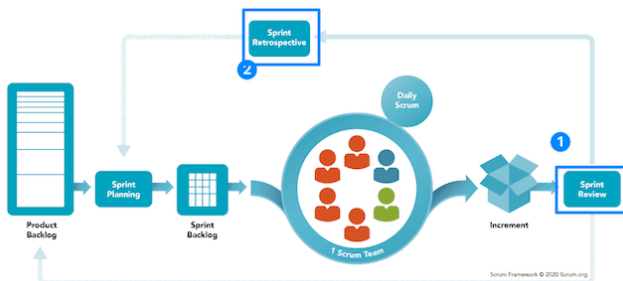 Sprint
Retrospective
2
Daily
Scrum
1
Sprint
Planning
Sprint
Review
Product
Backlog
Sprint
Backlog
1 Scrum Team
Increment
Scrum Framework © 2020 Scrum.org